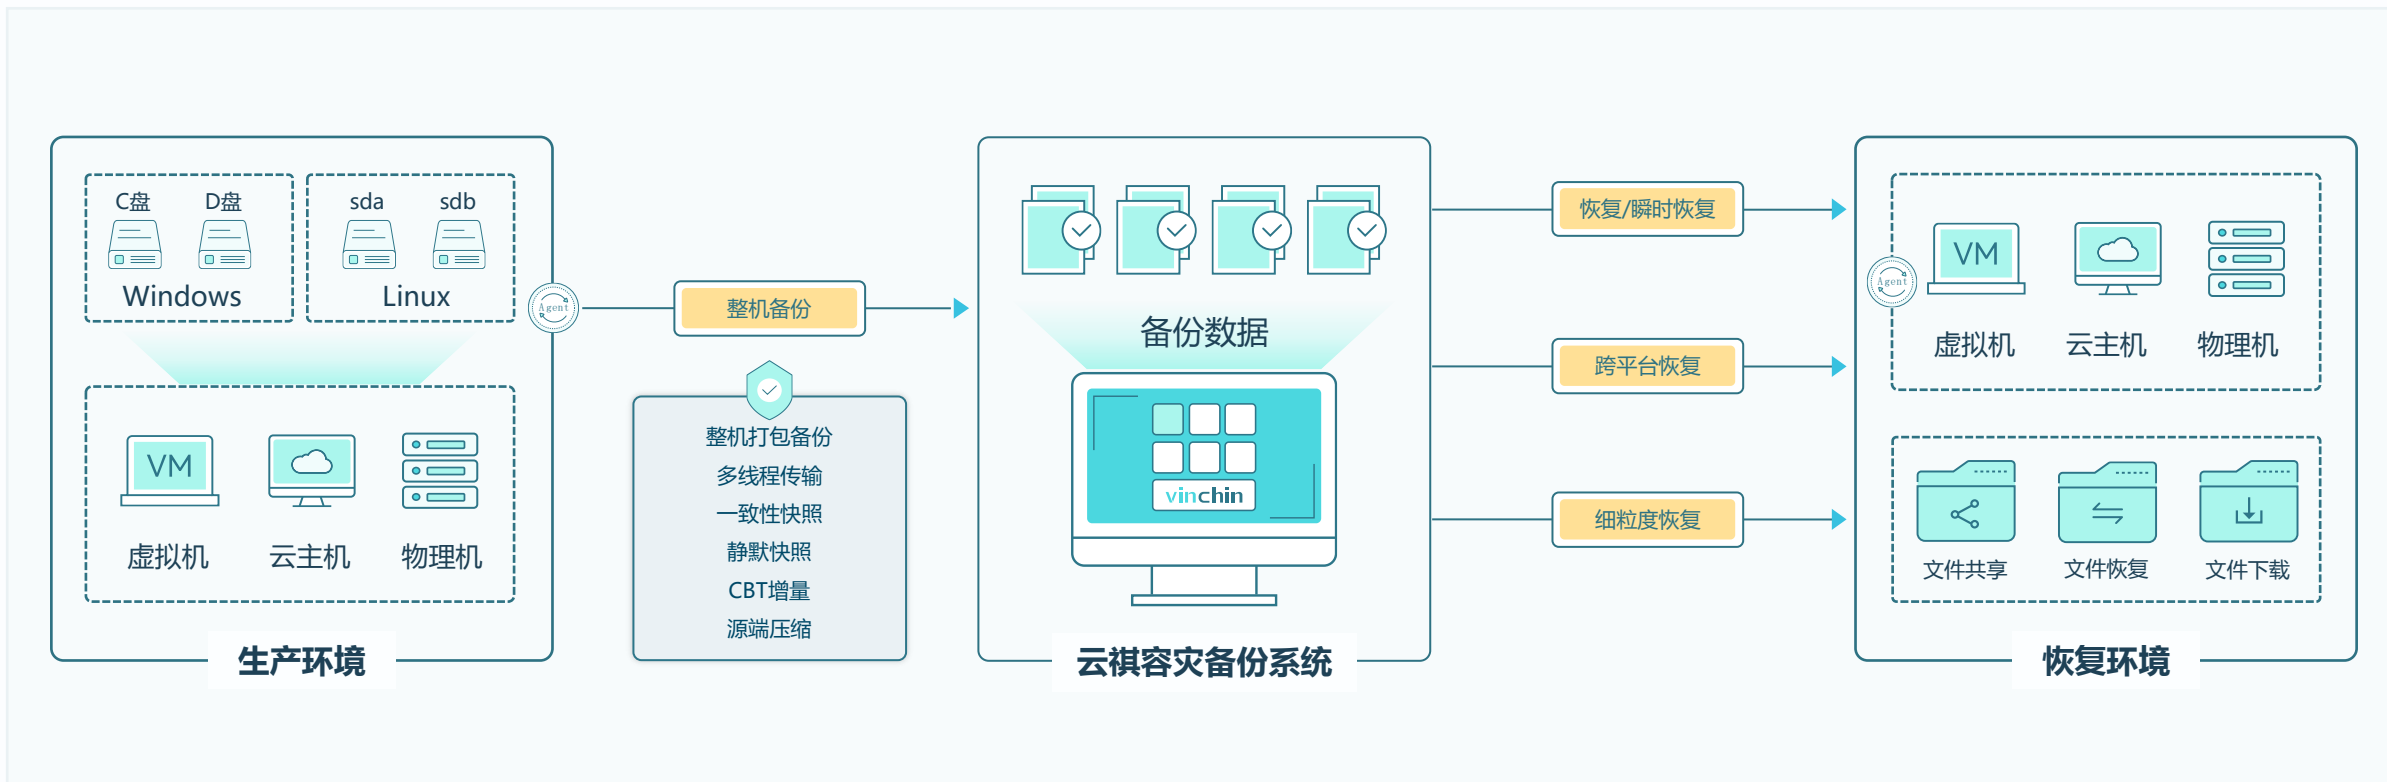 C盘
D盘
Windows
sda
sdb
Linux
VM
虚拟机
云主机
物理机
生产环境
Agent
整机备份
整机打包备份
多线程传输
一致性快照
静默快照
CBT增量
源端压缩
备份数据
vinchin
云祺容灾备份系统
恢复/瞬时恢复
跨平台恢复
细粒度恢复
Agent
VM
虚拟机
云主机
物理机
文件共享
文件恢复
文件下载
恢复环境